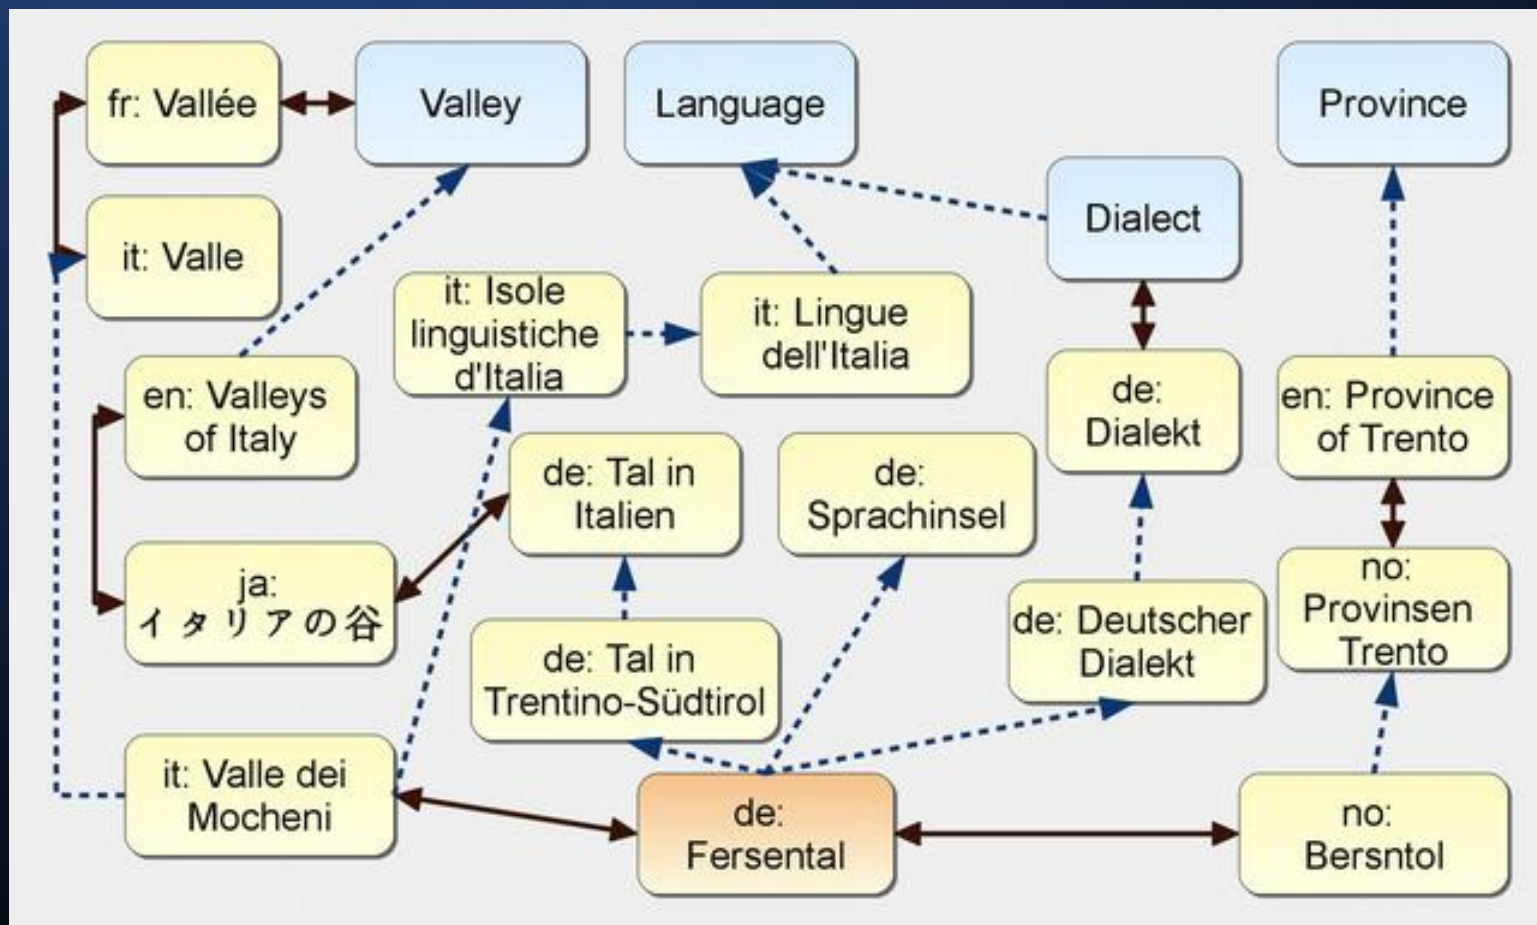 fr: Vallée
Valley
Language
Province
Dialect
it: Valle
it: Isole
linguistiche
d'Italia
it: Lingue
dell'Italia
en: Valleys
of Italy
de:
Dialekt
en: Province
of Trento
de: Tal in
Italien
de:
Sprachinsel
ja:
イタリアの谷
de: Tal in
Trentino-Südtirol
de: Deutscher
Dialekt
no:
Provinsen
Trento
it: Valle dei
Mocheni
de:
Fersental
no:
Bersntol